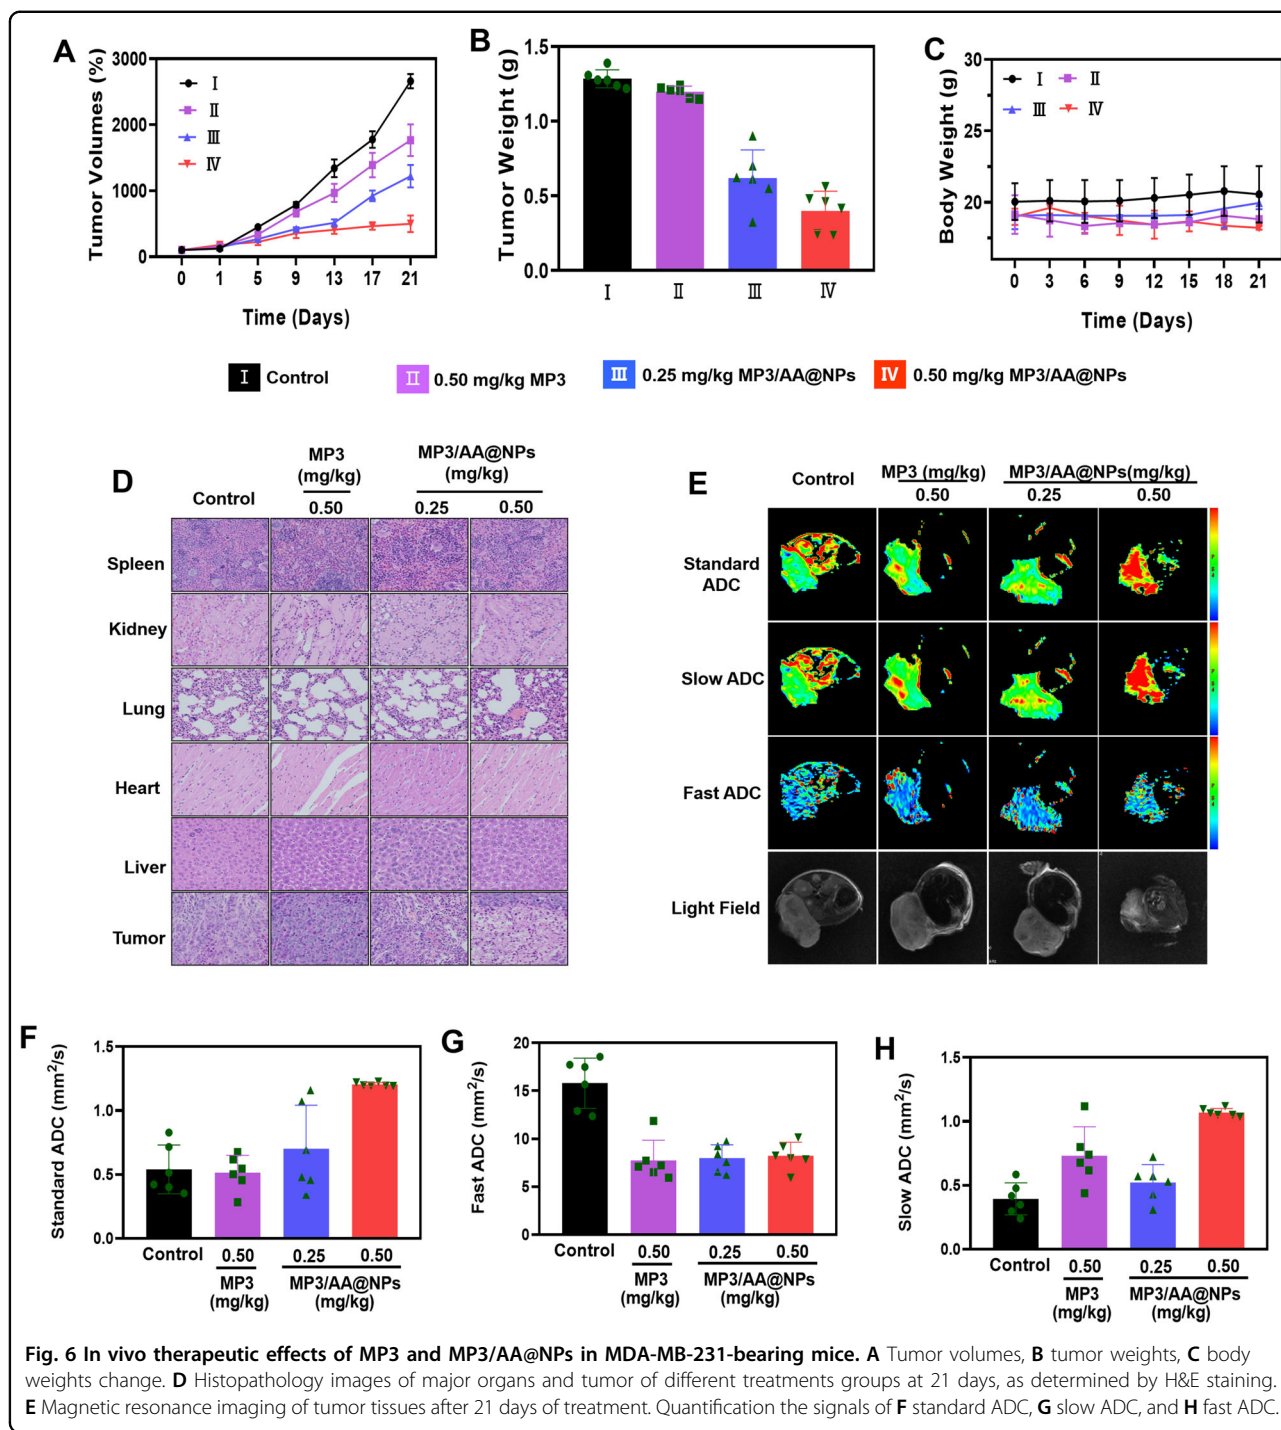 A
Tumor Volumes (%)
3000
2000
1000
0
I
II
III
IV
0 1 5 9 13 17 21
Time (Days)
B
Tumor Weight (g)
1.5
1.0
0.5
0.0
I II III IV
C
Body Weight (g)
30
20
I II
III IV
0 3 6 9 12 15 18 21
Time (Days)
I Control II 0.50 mg/kg MP3 III 0.25 mg/kg MP3/AA@NPs IV 0.50 mg/kg MP3/AA@NPs
D
Control
MP3
(mg/kg)
0.50
MP3/AA@NPs
(mg/kg)
0.25 0.50
Spleen
Kidney
Lung
Heart
Liver
Tumor
E
Control MP3 (mg/kg) MP3/AA@NPs(mg/kg)
0.50 0.25 0.50
Standard
ADC
Slow ADC
Fast ADC
Light Field
F
Standard ADC (mm²/s)
1.5
1.0
0.5
0.0
Control 0.50 0.25 0.50
MP3 MP3/AA@NPs
(mg/kg) (mg/kg)
G
Fast ADC (mm²/s)
20
15
10
5
0
Control 0.50 0.25 0.50
MP3 MP3/AA@NPs
(mg/kg) (mg/kg)
H
Slow ADC (mm²/s)
1.5
1.0
0.5
0.0
Control 0.50 0.25 0.50
MP3 MP3/AA@NPs
(mg/kg) (mg/kg)
Fig. 6 In vivo therapeutic effects of MP3 and MP3/AA@NPs in MDA-MB-231-bearing mice. A Tumor volumes, B tumor weights, C body
weights change. D Histopathology images of major organs and tumor of different treatments groups at 21 days, as determined by H&E staining.
E Magnetic resonance imaging of tumor tissues after 21 days of treatment. Quantification the signals of F standard ADC, G slow ADC, and H fast ADC.